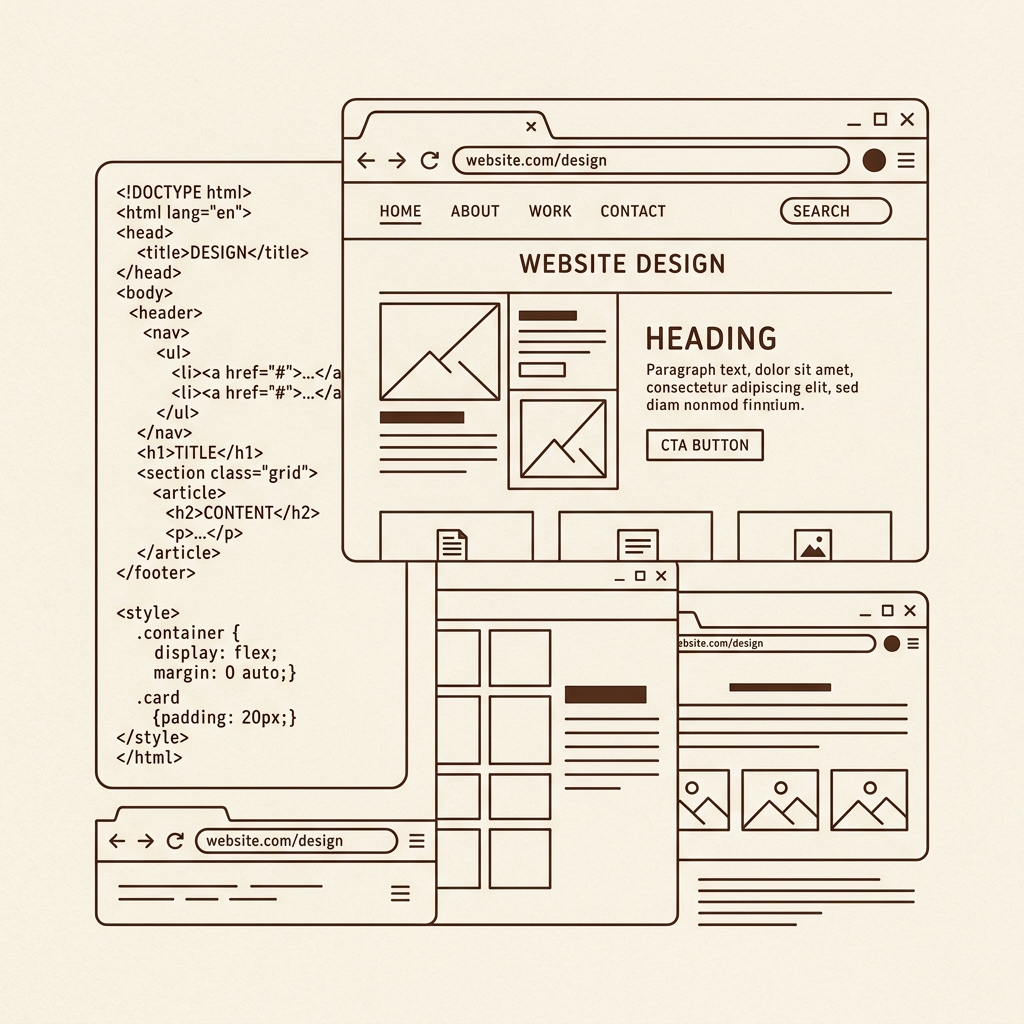 <!DOCTYPE html>
<html lang="en">
<head>
<title>DESIGN</title>
</head>
<body>
<header>
<nav>
<ul>
<li><a href="#">...</a
<li><a href="#">...</a
</ul>
</nav>
<h1>TITLE</h1>
<section class="grid">
<article>
<h2>CONTENT</h2>
<p>...</p>
</article>
</footer>
<style>
.container {
display: flex;
margin: 0 auto;}
.card
{padding: 20px;}
</style>
</html>
website.com/design
HOME ABOUT WORK CONTACT SEARCH
WEBSITE DESIGN
HEADING
Paragraph text, dolor sit amet,
consectetur adipiscing elit, sed
diam nonmod
CTA BUTTON
ebsite.com/design
website.com/design